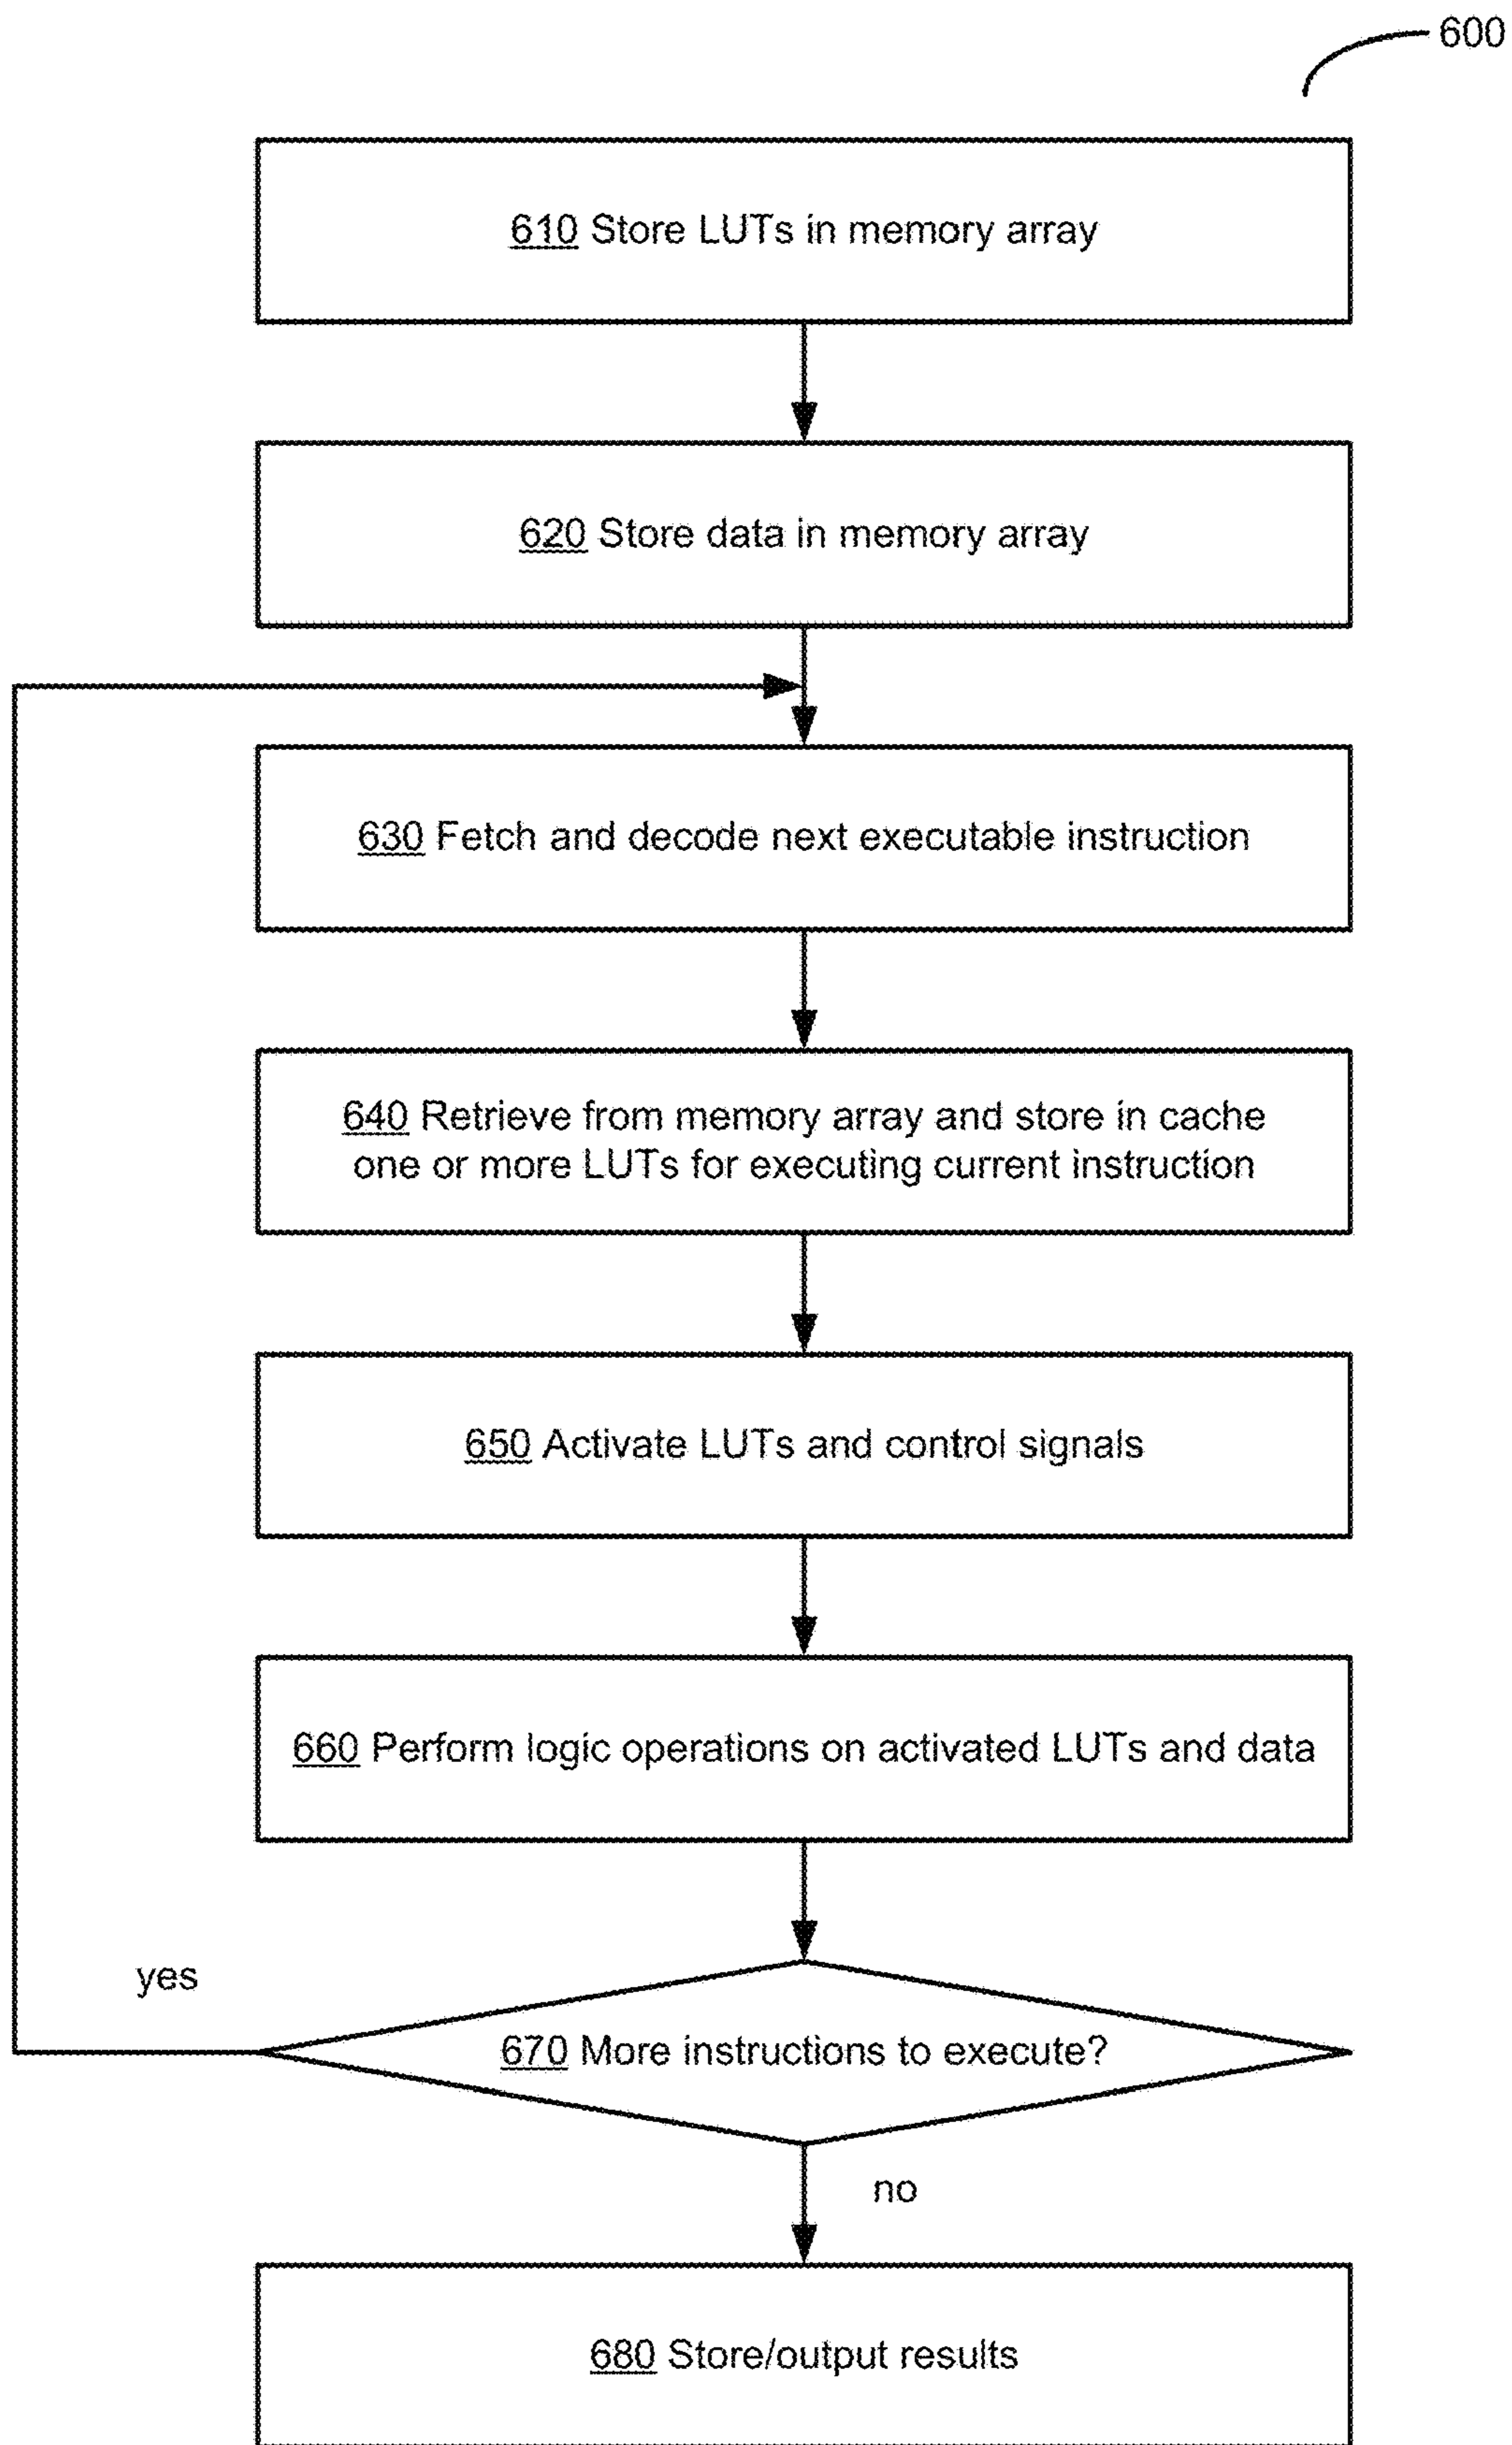 600
610 Store LUTs in memory array
620 Store data in memory array
630 Fetch and decode next executable instruction
640 Retrieve from memory array and store in cache
one or more LUTs for executing current instruction
650 Activate LUTs and control signals
660 Perform logic operations on activated LUTs and data
yes
670 More instructions to execute?
no
680 Store/output results